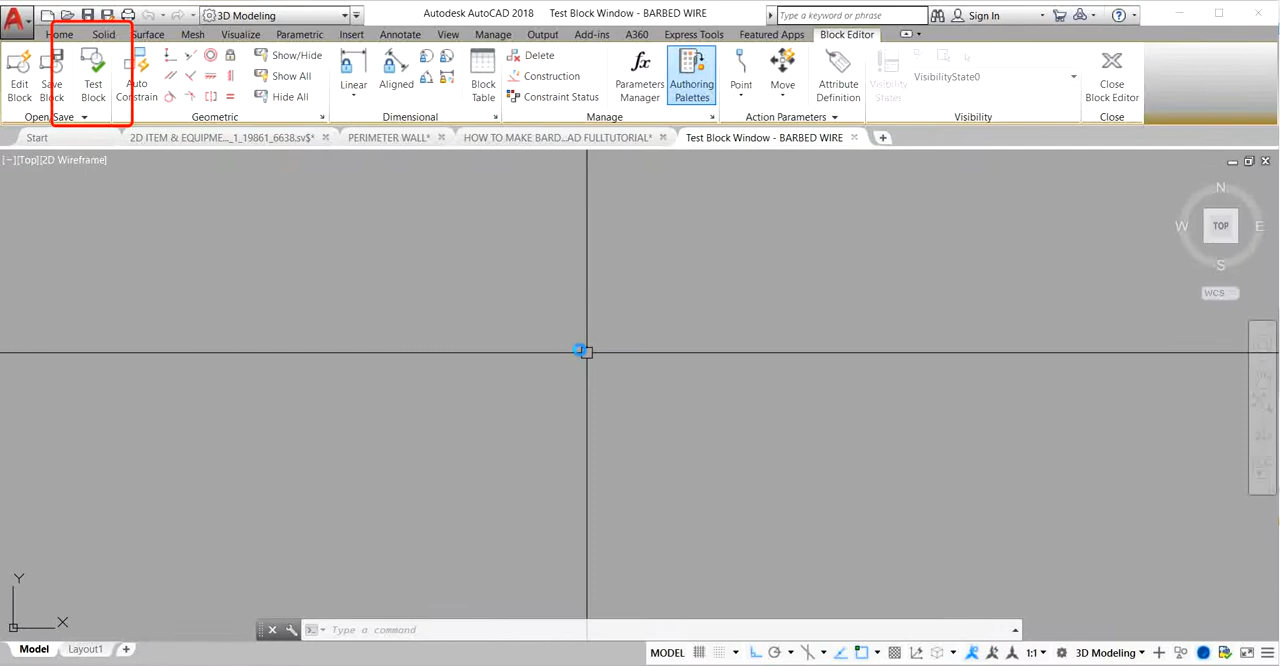 3D Modeling
Autodesk AutoCAD 2018 Test Block Window - BARBED WIRE
Type a keyword or phrase
Sign In
Home Solid Surface Mesh Visualize Parametric Insert Annotate View Manage Output Add-ins A360 Express Tools Featured Apps Block Editor
Edit Block
Save Block
Test Block
Auto Constrain
Show/Hide
Show All
Hide All
Linear
Aligned
Block Table
Delete
Construction
Constraint Status
Parameters Manager
Authoring Palettes
Point
Move
Attribute Definition
Visibility States
VisibilityState0
Close Block Editor
Open/Save Geometric Dimensional Manage Action Parameters Visibility Close
Start 2D ITEM & EQUIPME..._1_19861_6638.sv$* PERIMETER WALL* HOW TO MAKE BARD...AD FULLTUTORIAL* Test Block Window - BARBED WIRE
[−][Top][2D Wireframe]
N
W TOP E
S
WCS
Y
X
Type a command
Model Layout1
MODEL 1:1 3D Modeling